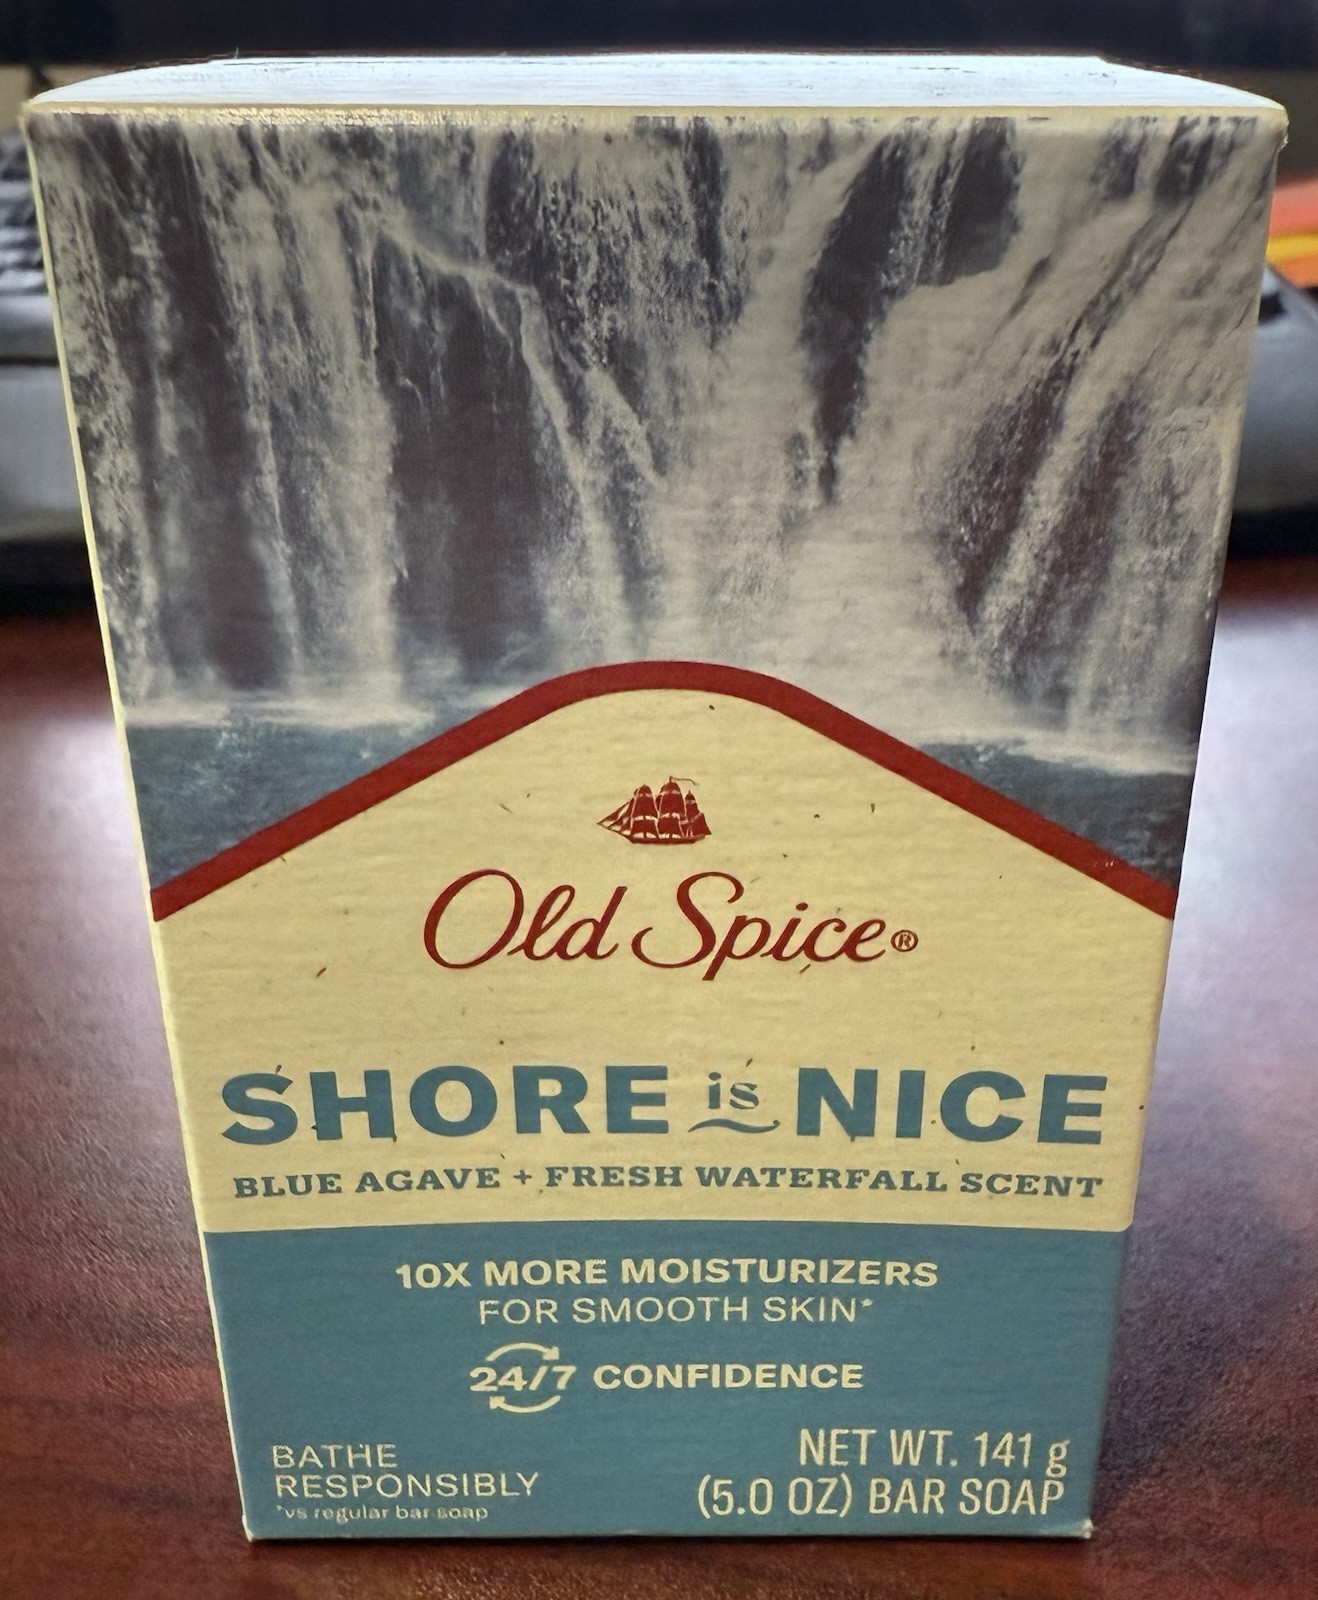 Old Spice®
SHORE is NICE
BLUE AGAVE + FRESH WATERFALL SCENT
10X MORE MOISTURIZERS
FOR SMOOTH SKIN*
24/7 CONFIDENCE
BATHE
RESPONSIBLY
*vs regular bar soap
NET WT. 141 g
(5.0 OZ) BAR SOAP